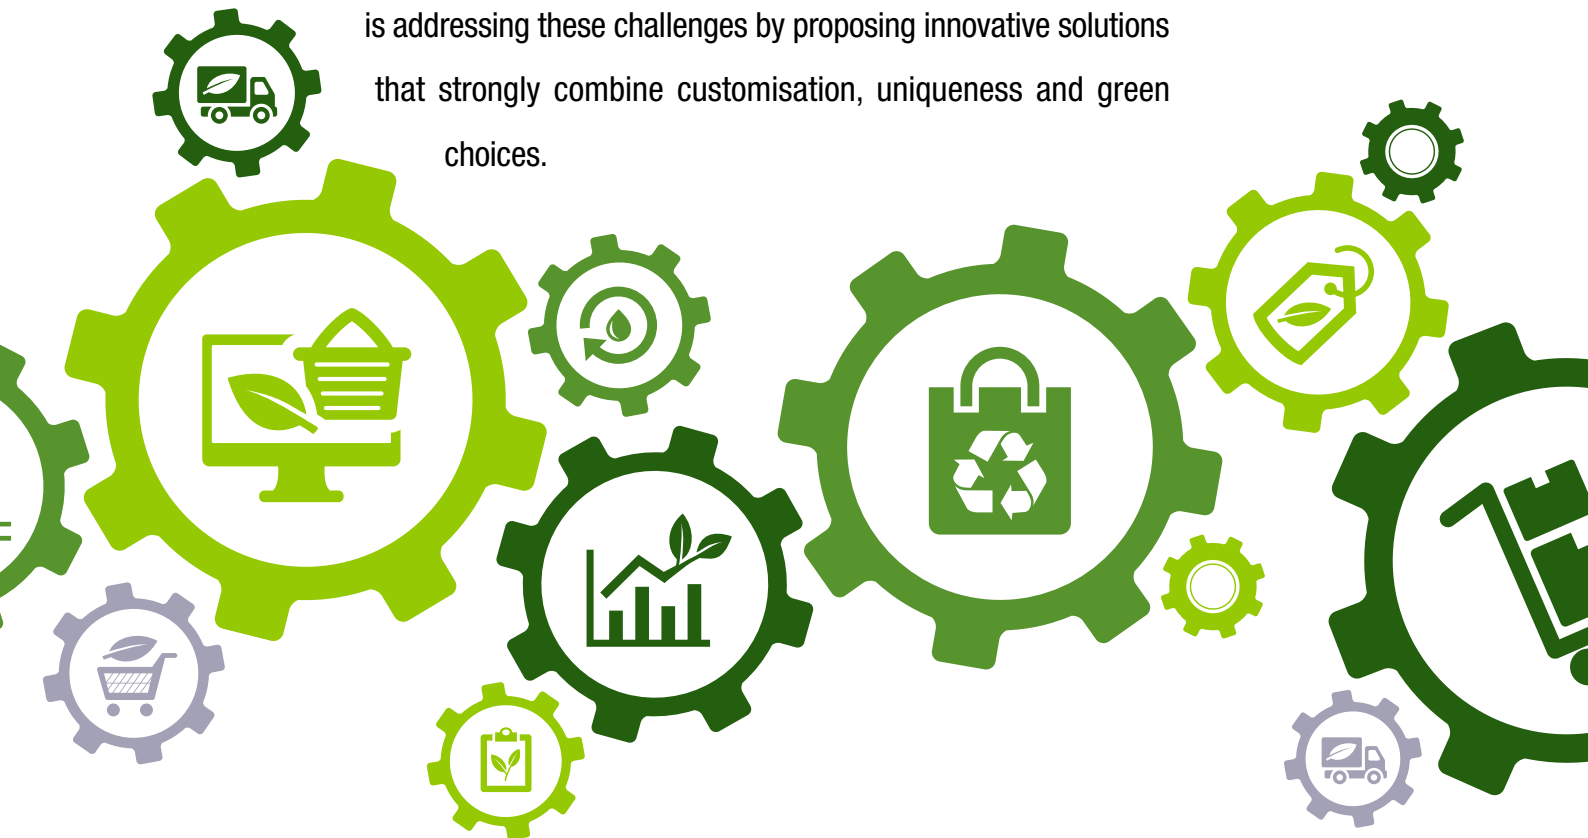 is addressing these challenges by proposing innovative solutions
that strongly combine customisation, uniqueness and green
choices.